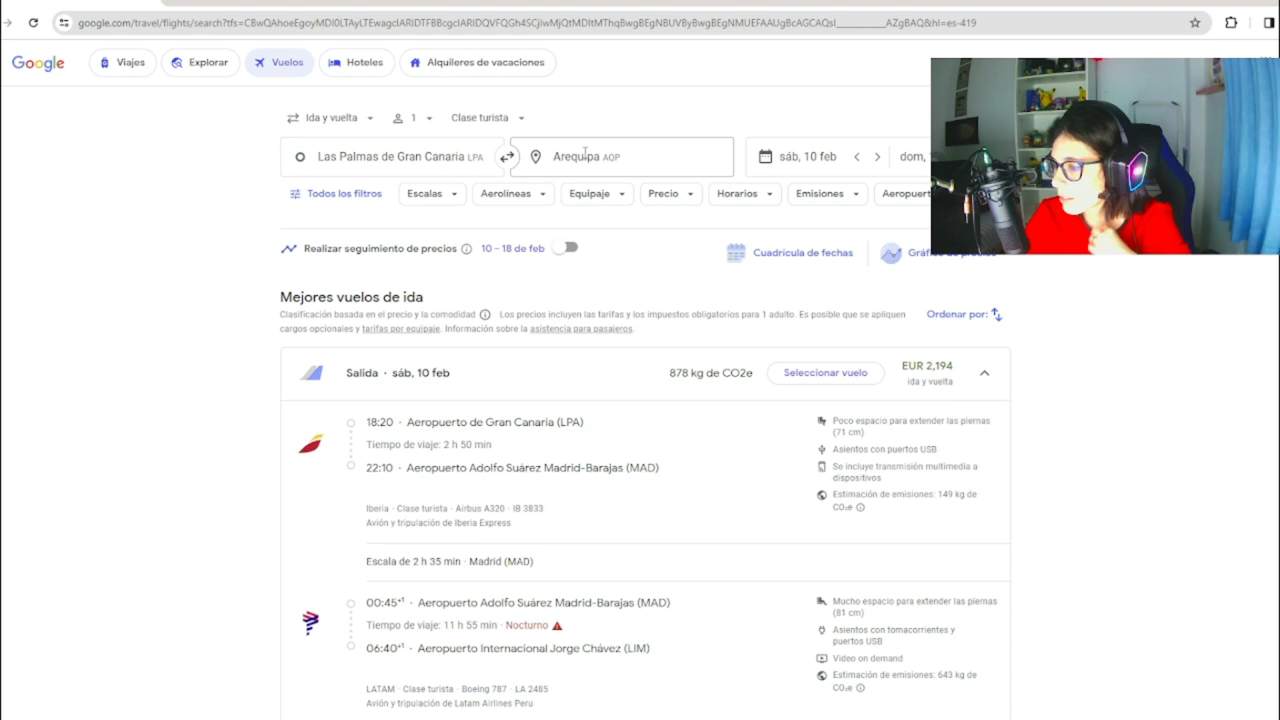 google.com/travel/flights/search?tfs=CBwQAhoeEgoyMDI0LTAyLTEwagcIARIDTFBBcgcIARIDQVFQGh4SCjIwMjQtMDItMThqBwgBEgNBUVByBwgBEgNMUEFAAUgBcAGCAQsI___________AZgBAQ&hl=es-419
Google
Viajes
Explorar
Vuelos
Hoteles
Alquileres de vacaciones
Ida y vuelta
1
Clase turista
Las Palmas de Gran Canaria LPA
Arequipa AQP
sáb, 10 feb
dom,
Todos los filtros
Escalas
Aerolíneas
Equipaje
Precio
Horarios
Emisiones
Aeropuert
Realizar seguimiento de precios
10 – 18 de feb
Cuadrícula de fechas
Mejores vuelos de ida
Clasificación basada en el precio y la comodidad Los precios incluyen las tarifas y los impuestos obligatorios para 1 adulto. Es posible que se apliquen
cargos opcionales y tarifas por equipaje. Información sobre la asistencia para pasajeros.
Ordenar por:
Salida · sáb, 10 feb
878 kg de CO2e
Seleccionar vuelo
EUR 2,194
ida y vuelta
18:20 · Aeropuerto de Gran Canaria (LPA)
Tiempo de viaje: 2 h 50 min
22:10 · Aeropuerto Adolfo Suárez Madrid-Barajas (MAD)
Iberia · Clase turista · Airbus A320 · IB 3833
Avión y tripulación de Iberia Express
Poco espacio para extender las piernas
(71 cm)
Asientos con puertos USB
Se incluye transmisión multimedia a
dispositivos
Estimación de emisiones: 149 kg de
CO₂e
Escala de 2 h 35 min · Madrid (MAD)
00:45+1 · Aeropuerto Adolfo Suárez Madrid-Barajas (MAD)
Tiempo de viaje: 11 h 55 min · Nocturno
06:40+1 · Aeropuerto Internacional Jorge Chávez (LIM)
LATAM · Clase turista · Boeing 787 · LA 2485
Avión y tripulación de Latam Airlines Peru
Mucho espacio para extender las piernas
(81 cm)
Asientos con tomacorrientes y
puertos USB
Video on demand
Estimación de emisiones: 643 kg de
CO₂e